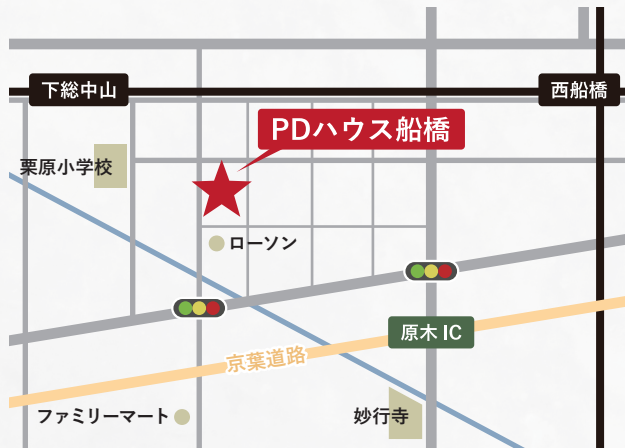 下総中山
西船橋
PDハウス船橋
栗原小学校
ローソン
原木 IC
京葉道路
ファミリーマート
妙行寺